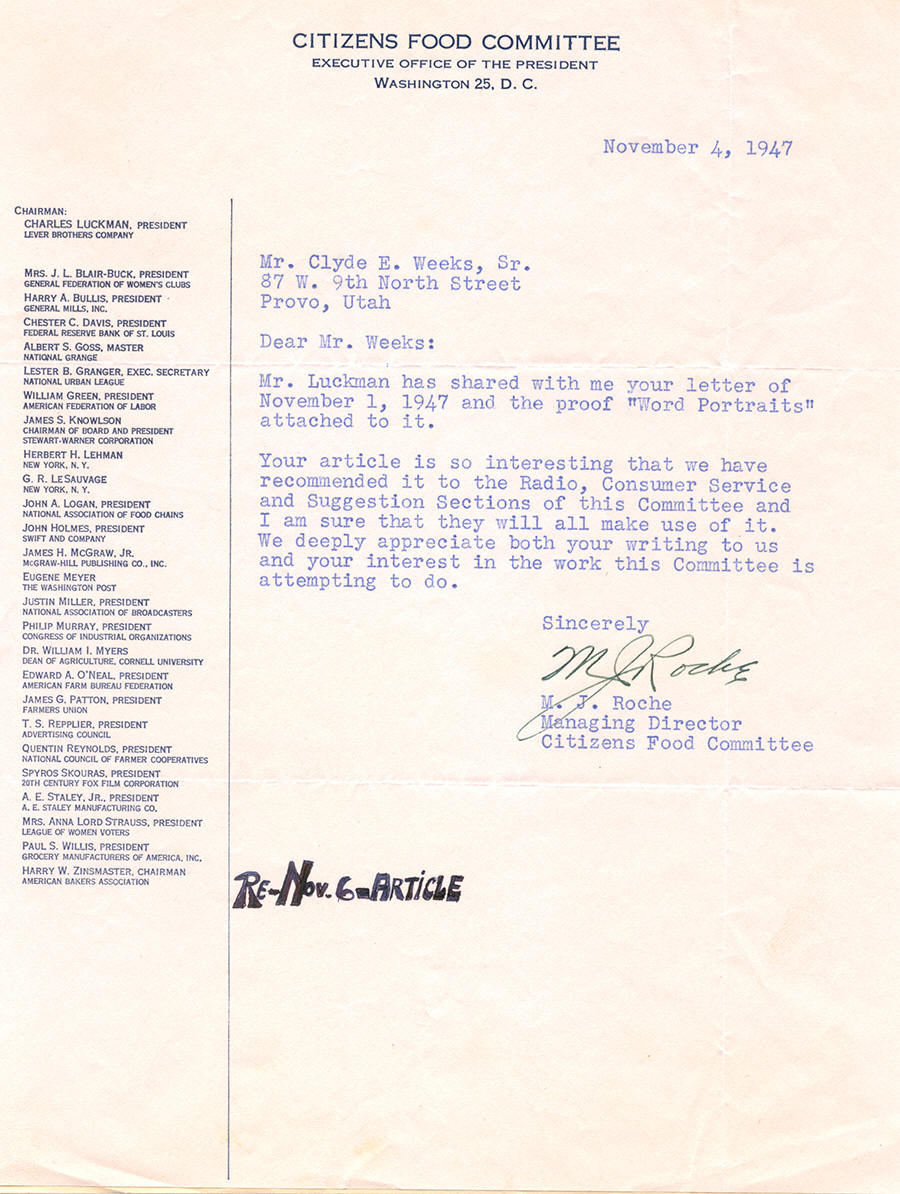 CITIZENS FOOD COMMITTEE
EXECUTIVE OFFICE OF THE PRESIDENT
WASHINGTON 25, D. C.
November 4, 1947
CHAIRMAN:
CHARLES LUCKMAN, PRESIDENT
LEVER BROTHERS COMPANY
MRS. J. L. BLAIR-BUCK, PRESIDENT
GENERAL FEDERATION OF WOMEN'S CLUBS
HARRY A. BULLIS, PRESIDENT
GENERAL MILLS, INC.
CHESTER C. DAVIS, PRESIDENT
FEDERAL RESERVE BANK OF ST. LOUIS
ALBERT S. GOSS, MASTER
NATIONAL GRANGE
LESTER B. GRANGER, EXEC. SECRETARY
NATIONAL URBAN LEAGUE
WILLIAM GREEN, PRESIDENT
AMERICAN FEDERATION OF LABOR
JAMES S. KNOWLSON
CHAIRMAN OF BOARD AND PRESIDENT
STEWART-WARNER CORPORATION
HERBERT H. LEHMAN
NEW YORK, N. Y.
G. R. LESAUVAGE
NEW YORK, N. Y.
JOHN A. LOGAN, PRESIDENT
NATIONAL ASSOCIATION OF FOOD CHAINS
JOHN HOLMES, PRESIDENT
SWIFT AND COMPANY
JAMES H. MCGRAW, JR.
MCGRAW-HILL PUBLISHING CO., INC.
EUGENE MEYER
THE WASHINGTON POST
JUSTIN MILLER, PRESIDENT
NATIONAL ASSOCIATION OF BROADCASTERS
PHILIP MURRAY, PRESIDENT
CONGRESS OF INDUSTRIAL ORGANIZATIONS
DR. WILLIAM I. MYERS
DEAN OF AGRICULTURE, CORNELL UNIVERSITY
EDWARD A. O'NEAL, PRESIDENT
AMERICAN FARM BUREAU FEDERATION
JAMES G. PATTON, PRESIDENT
FARMERS UNION
T. S. REPPLIER, PRESIDENT
ADVERTISING COUNCIL
QUENTIN REYNOLDS, PRESIDENT
NATIONAL COUNCIL OF FARMER COOPERATIVES
SPYROS SKOURAS, PRESIDENT
20TH CENTURY FOX FILM CORPORATION
A. E. STALEY, JR., PRESIDENT
A. E. STALEY MANUFACTURING CO.
MRS. ANNA LORD STRAUSS, PRESIDENT
LEAGUE OF WOMEN VOTERS
PAUL S. WILLIS, PRESIDENT
GROCERY MANUFACTURERS OF AMERICA, INC.
HARRY W. ZINSMASTER, CHAIRMAN
AMERICAN BAKERS ASSOCIATION
Mr. Clyde E. Weeks, Sr.
87 W. 9th North Street
Provo, Utah
Dear Mr. Weeks:
Mr. Luckman has shared with me your letter of
November 1, 1947 and the proof "Word Portraits"
attached to it.
Your article is so interesting that we have
recommended it to the Radio, Consumer Service
and Suggestion Sections of this Committee and
I am sure that they will all make use of it.
We deeply appreciate both your writing to us
and your interest in the work this Committee is
attempting to do.
Sincerely
M J Roche
M. J. Roche
Managing Director
Citizens Food Committee
RE-NOV. 6-ARTICLE